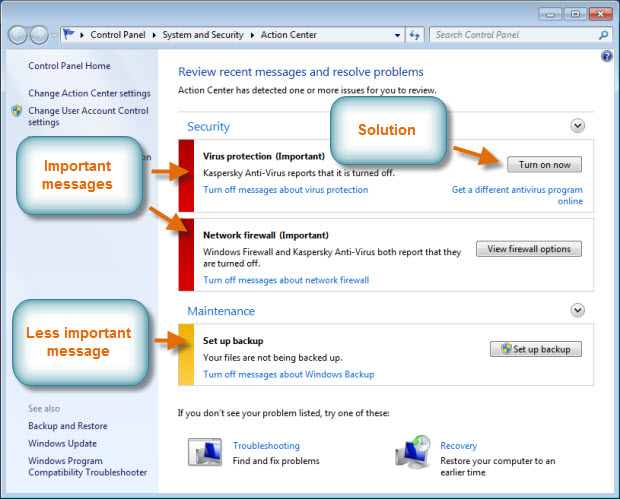 Control Panel ▸ System and Security ▸ Action Center
Search Control Panel
Control Panel Home
Change Action Center settings
Change User Account Control
settings
Review recent messages and resolve problems
Action Center has detected one or more issues for you to review.
Security
Solution
Important
messages
Virus protection (Important)
Kaspersky Anti-Virus reports that it is turned off.
Turn off messages about virus protection
Turn on now
Get a different antivirus program
online
Network firewall (Important)
Windows Firewall and Kaspersky Anti-Virus both report that they
are turned off.
Turn off messages about network firewall
View firewall options
Maintenance
Less important
message
Set up backup
Your files are not being backed up.
Turn off messages about Windows Backup
Set up backup
If you don't see your problem listed, try one of these:
Troubleshooting
Find and fix problems
Recovery
Restore your computer to an
earlier time
See also
Backup and Restore
Windows Update
Windows Program
Compatibility Troubleshooter